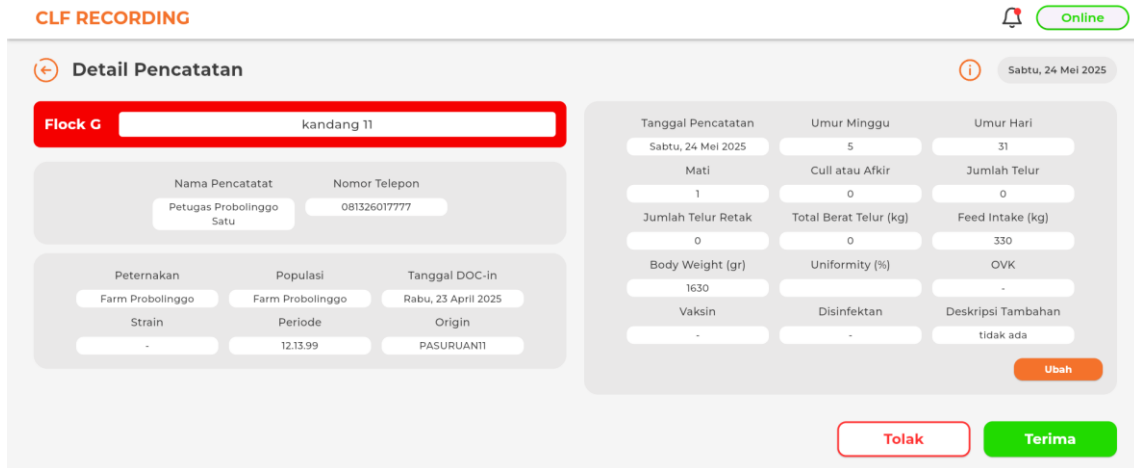 CLF RECORDING
Online
Detail Pencatatan
Sabtu, 24 Mei 2025
Flock G
kandang 11
Nama Pencatatat
Nomor Telepon
Petugas Probolinggo
Satu
081326017777
Peternakan
Populasi
Tanggal DOC-in
Farm Probolinggo
Farm Probolinggo
Rabu, 23 April 2025
Strain
Periode
Origin
-
12.13.99
PASURUAN11
Tanggal Pencatatan
Umur Minggu
Umur Hari
Sabtu, 24 Mei 2025
5
31
Mati
Cull atau Afkir
Jumlah Telur
1
0
0
Jumlah Telur Retak
Total Berat Telur (kg)
Feed Intake (kg)
0
0
330
Body Weight (gr)
Uniformity (%)
OVK
1630
-
Vaksin
Disinfektan
Deskripsi Tambahan
-
-
tidak ada
Ubah
Tolak
Terima